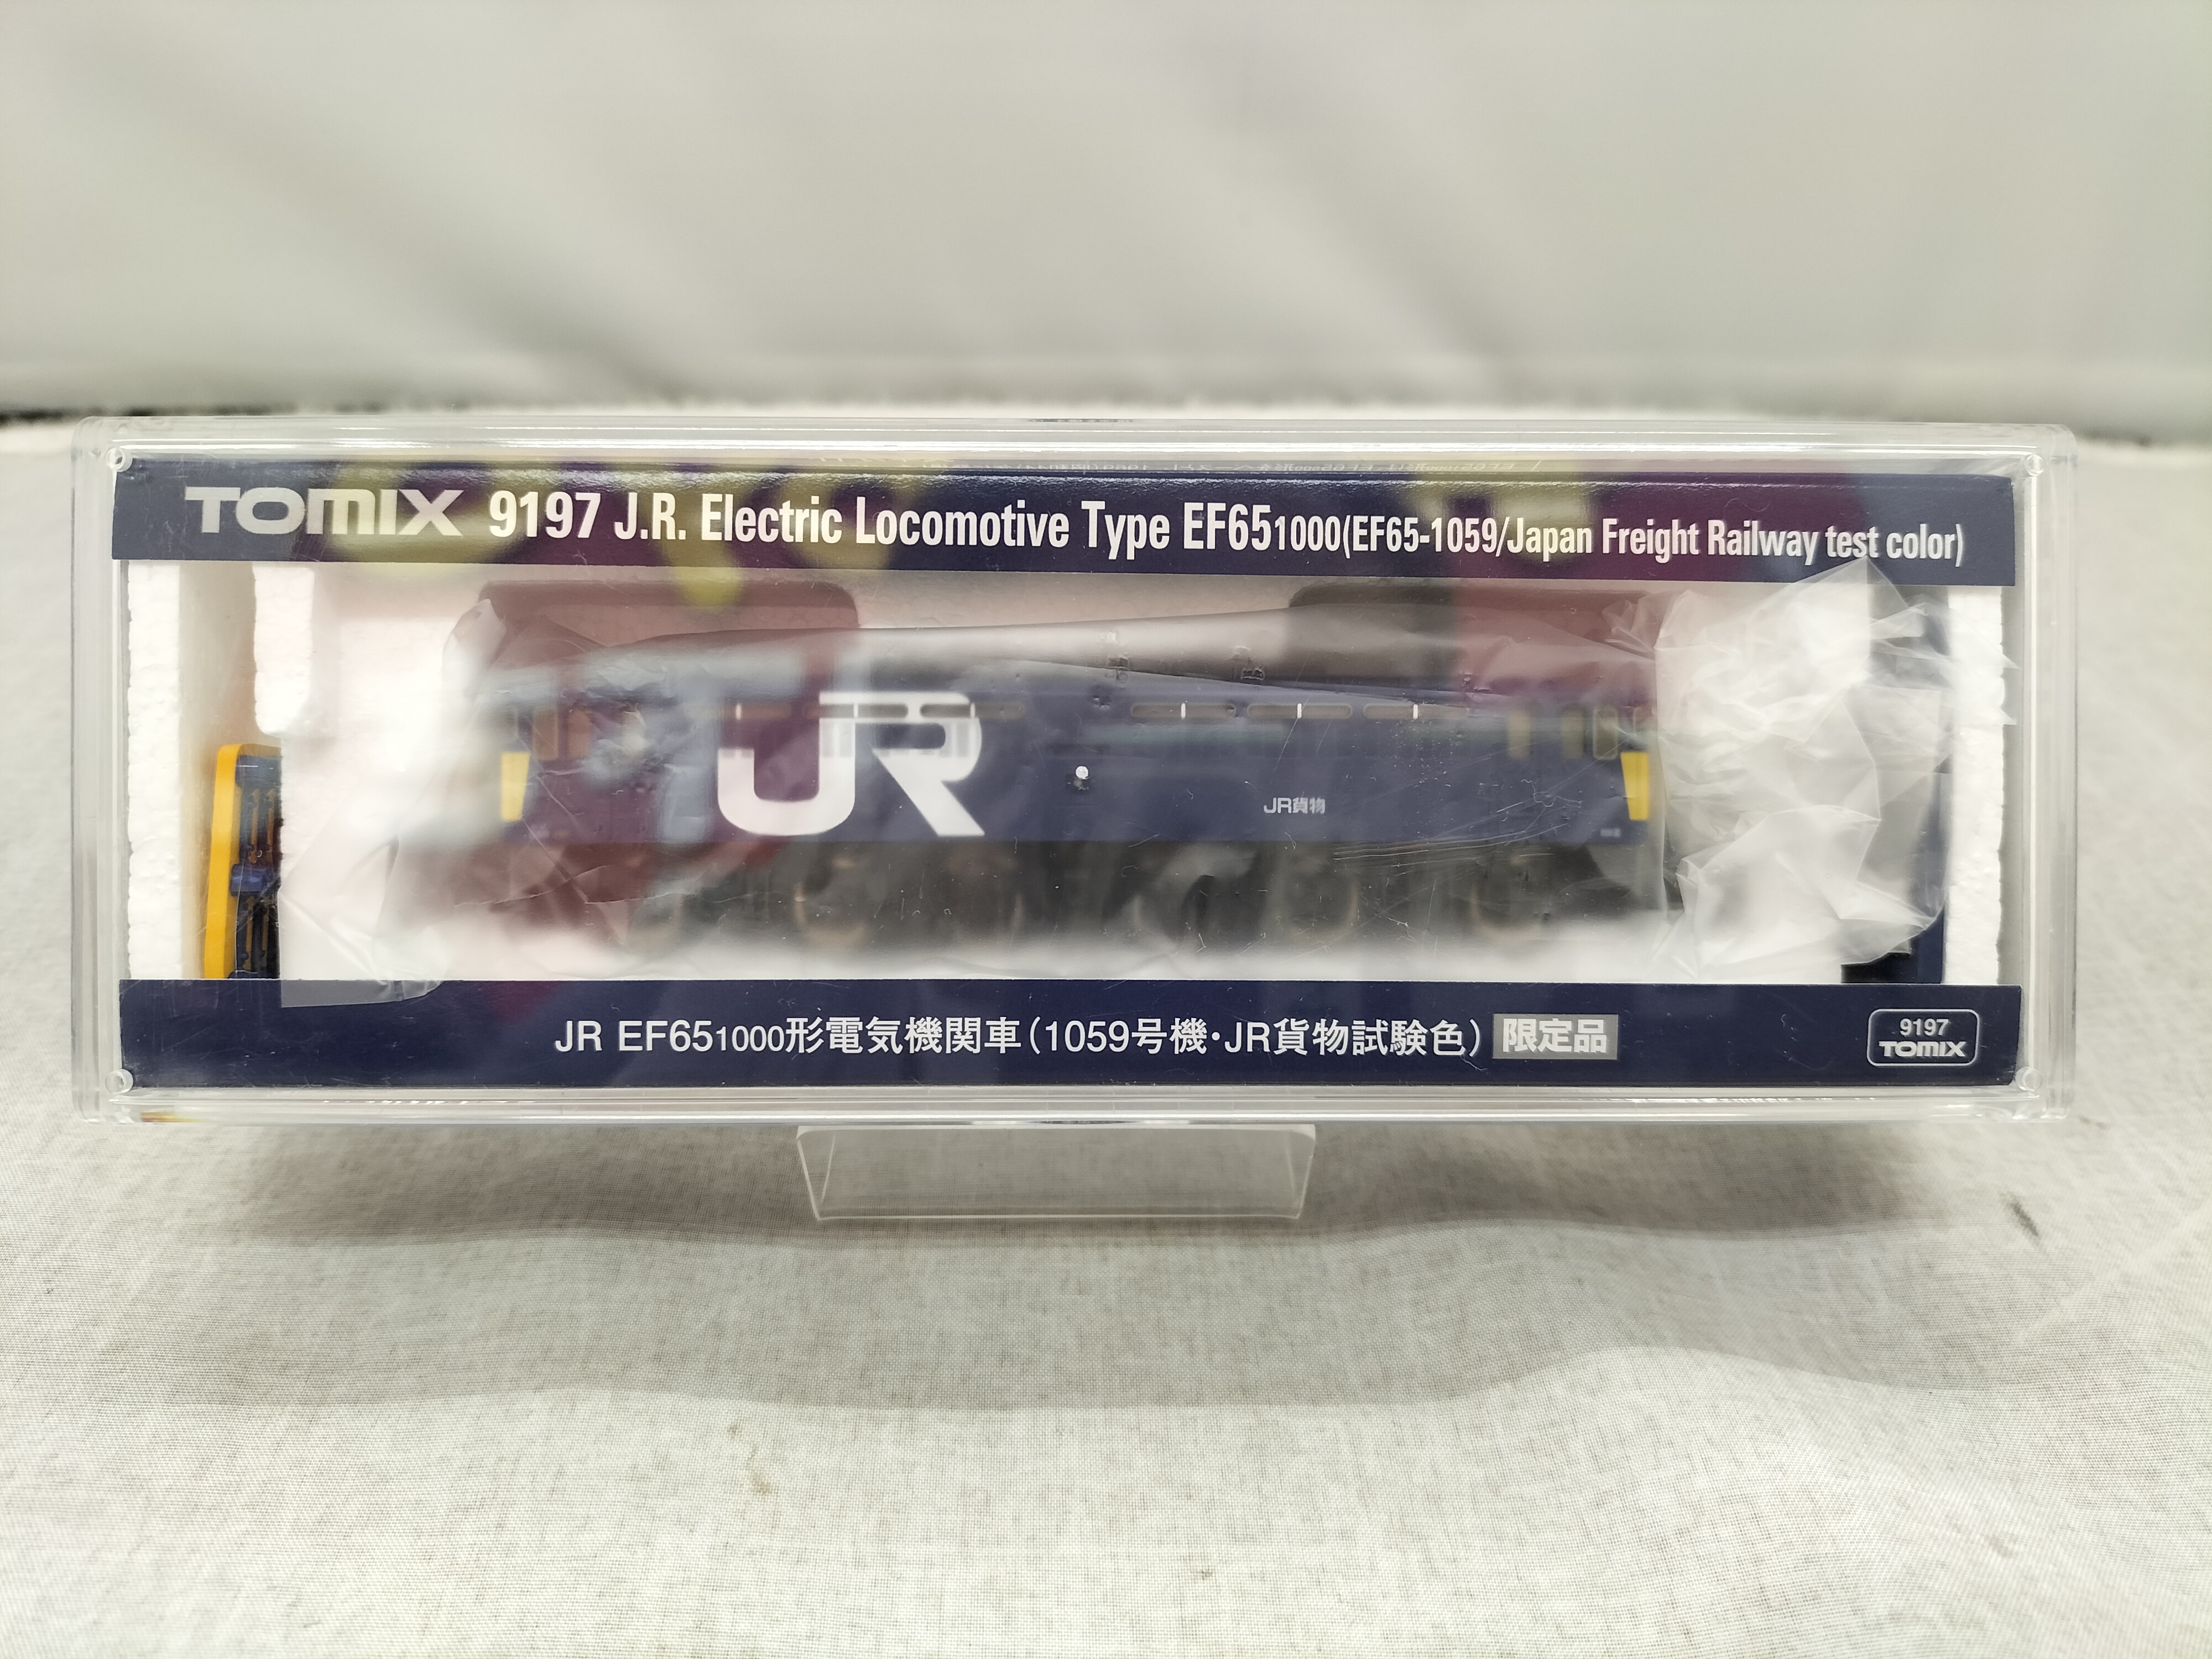 TOMIX 9197 J.R. Electric Locomotive Type EF651000(EF65-1059/Japan Freight Railway test color)
JR
JR貨物
JR EF651000形電気機関車(1059号機・JR貨物試験色) 限定品
9197
TOMIX